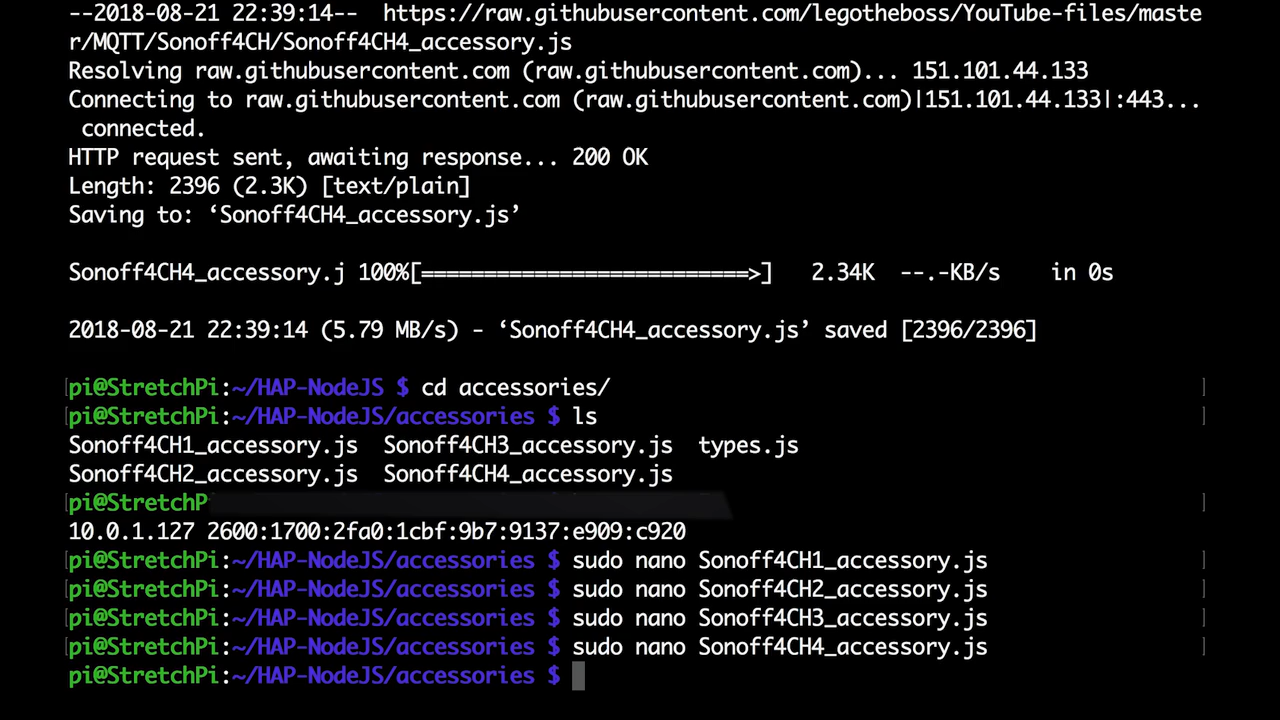 --2018-08-21 22:39:14--  https://raw.githubusercontent.com/legotheboss/YouTube-files/maste
r/MQTT/Sonoff4CH/Sonoff4CH4_accessory.js
Resolving raw.githubusercontent.com (raw.githubusercontent.com)... 151.101.44.133
Connecting to raw.githubusercontent.com (raw.githubusercontent.com)|151.101.44.133|:443...
 connected.
HTTP request sent, awaiting response... 200 OK
Length: 2396 (2.3K) [text/plain]
Saving to: ‘Sonoff4CH4_accessory.js’
Sonoff4CH4_accessory.j 100%[==========================>]   2.34K  --.-KB/s    in 0s
2018-08-21 22:39:14 (5.79 MB/s) - ‘Sonoff4CH4_accessory.js’ saved [2396/2396]
[pi@StretchPi:~/HAP-NodeJS $ cd accessories/ ]
[pi@StretchPi:~/HAP-NodeJS/accessories $ ls ]
Sonoff4CH1_accessory.js  Sonoff4CH3_accessory.js  types.js
Sonoff4CH2_accessory.js  Sonoff4CH4_accessory.js
[pi@StretchP ]
10.0.1.127 2600:1700:2fa0:1cbf:9b7:9137:e909:c920
[pi@StretchPi:~/HAP-NodeJS/accessories $ sudo nano Sonoff4CH1_accessory.js ]
[pi@StretchPi:~/HAP-NodeJS/accessories $ sudo nano Sonoff4CH2_accessory.js ]
[pi@StretchPi:~/HAP-NodeJS/accessories $ sudo nano Sonoff4CH3_accessory.js ]
[pi@StretchPi:~/HAP-NodeJS/accessories $ sudo nano Sonoff4CH4_accessory.js ]
pi@StretchPi:~/HAP-NodeJS/accessories $